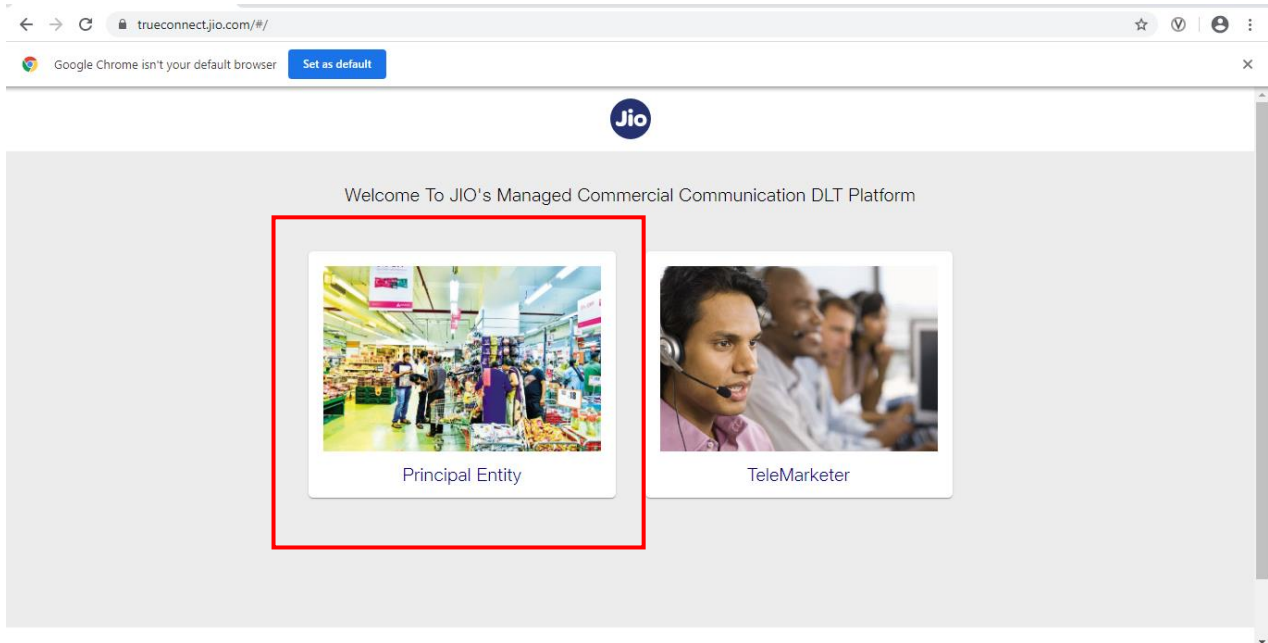 trueconnect.jio.com/#/
Google Chrome isn't your default browser Set as default
Jio
Welcome To JIO's Managed Commercial Communication DLT Platform
Principal Entity TeleMarketer